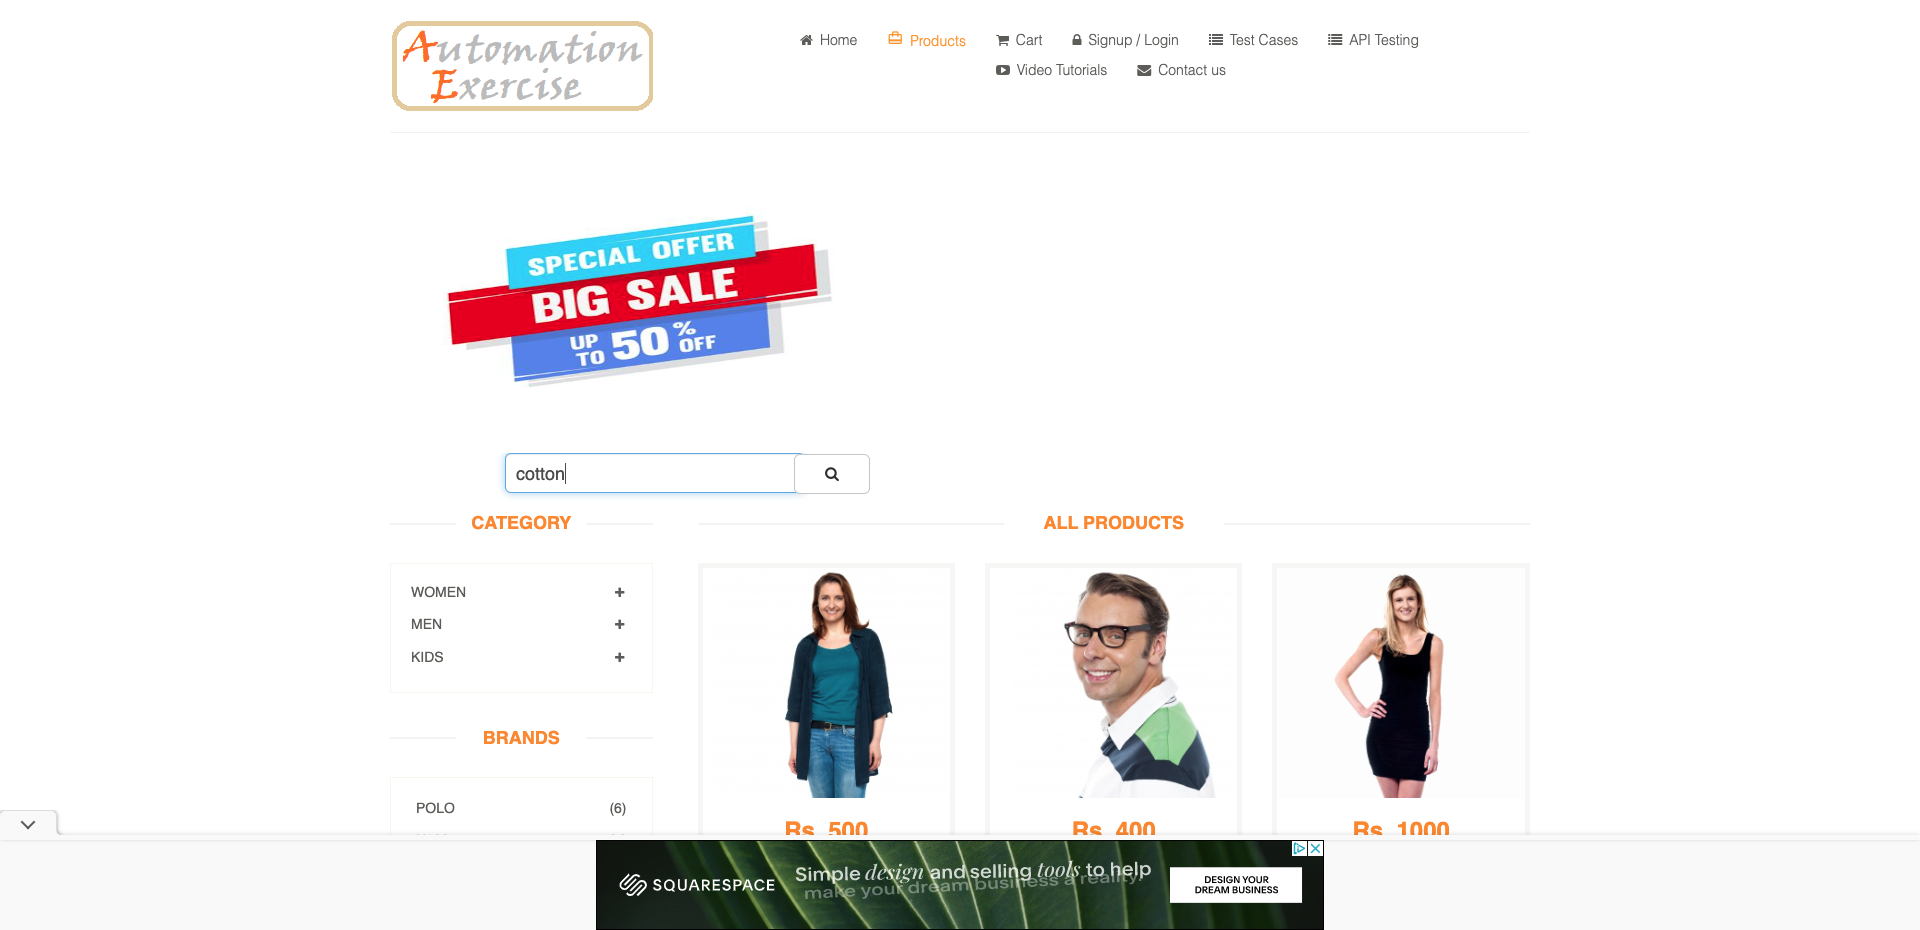 Automation
Exercise
Home
Products
Cart
Signup / Login
Test Cases
API Testing
Video Tutorials
Contact us
SPECIAL OFFER
BIG SALE
UP TO 50% OFF
cotton
CATEGORY
WOMEN
MEN
KIDS
BRANDS
POLO (6)
ALL PRODUCTS
Rs. 500
Rs. 400
Rs. 1000
SQUARESPACE
Simple design and selling tools to help
make your dream business a reality.
DESIGN YOUR
DREAM BUSINESS